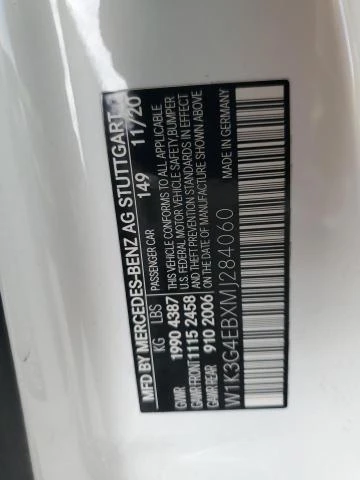 MFD BY MERCEDES-BENZ AG STUTTGART
PASSENGER CAR 149 11/20
KG LBS
GVWR 1990 4387
GAWR FRONT 1115 2458
GAWR REAR 910 2006
THIS VEHICLE CONFORMS TO ALL APPLICABLE
U.S. FEDERAL MOTOR VEHICLE SAFETY, BUMPER
AND THEFT PREVENTION STANDARDS IN EFFECT
ON THE DATE OF MANUFACTURE SHOWN ABOVE
W1K3G4EBXMJ284060
MADE IN GERMANY